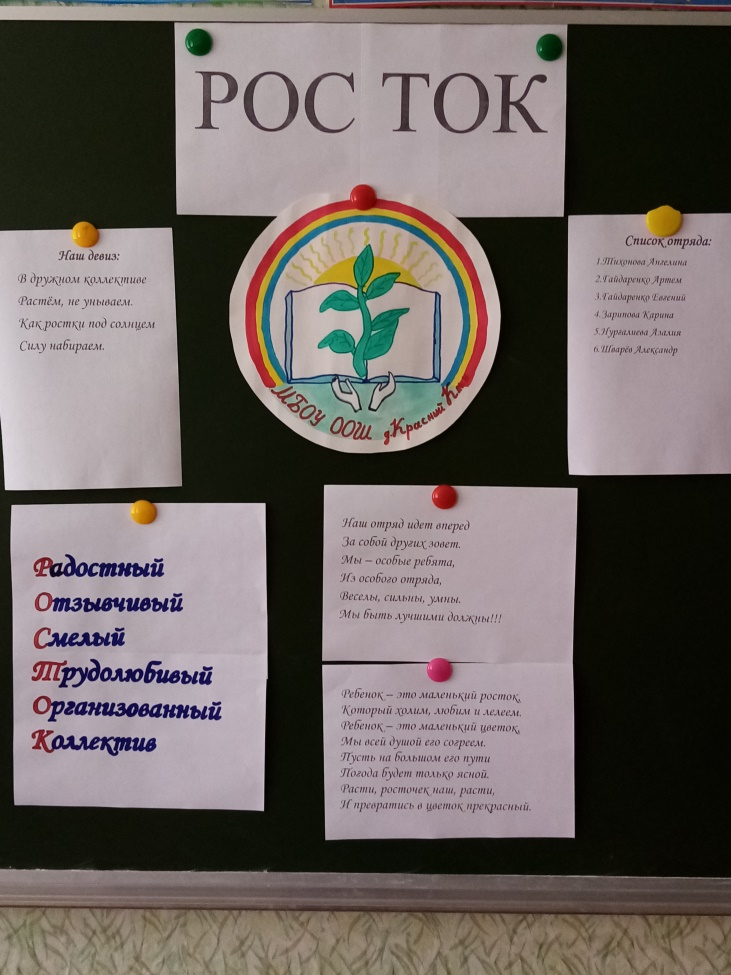 РОС ТОК
Наш девиз:
В дружном коллективе
Растём, не унываем.
Как ростки под солнцем
Силу набираем.
МБОУ ООШ д Красный Ключ
Список отряда:
1.Тихонова Ангелина
2.Гайдаренко Артем
3.Гайдаренко Евгений
4.Зарипова Карина
5.Нургалиева Азалия
6.Шварёв Александр
Радостный
Отзывчивый
Смелый
Трудолюбивый
Организованный
Коллектив
Наш отряд идет вперед
За собой других зовет.
Мы – особые ребята,
Из особого отряда,
Веселы, сильны, умны.
Мы быть лучшими должны!!!
Ребенок – это маленький росток,
Который холим, любим и лелеем.
Ребенок – это маленький цветок,
Мы всей душой его согреем.
Пусть на большом его пути
Погода будет только ясной.
Расти, росточек наш, расти,
И превратись в цветок прекрасный.